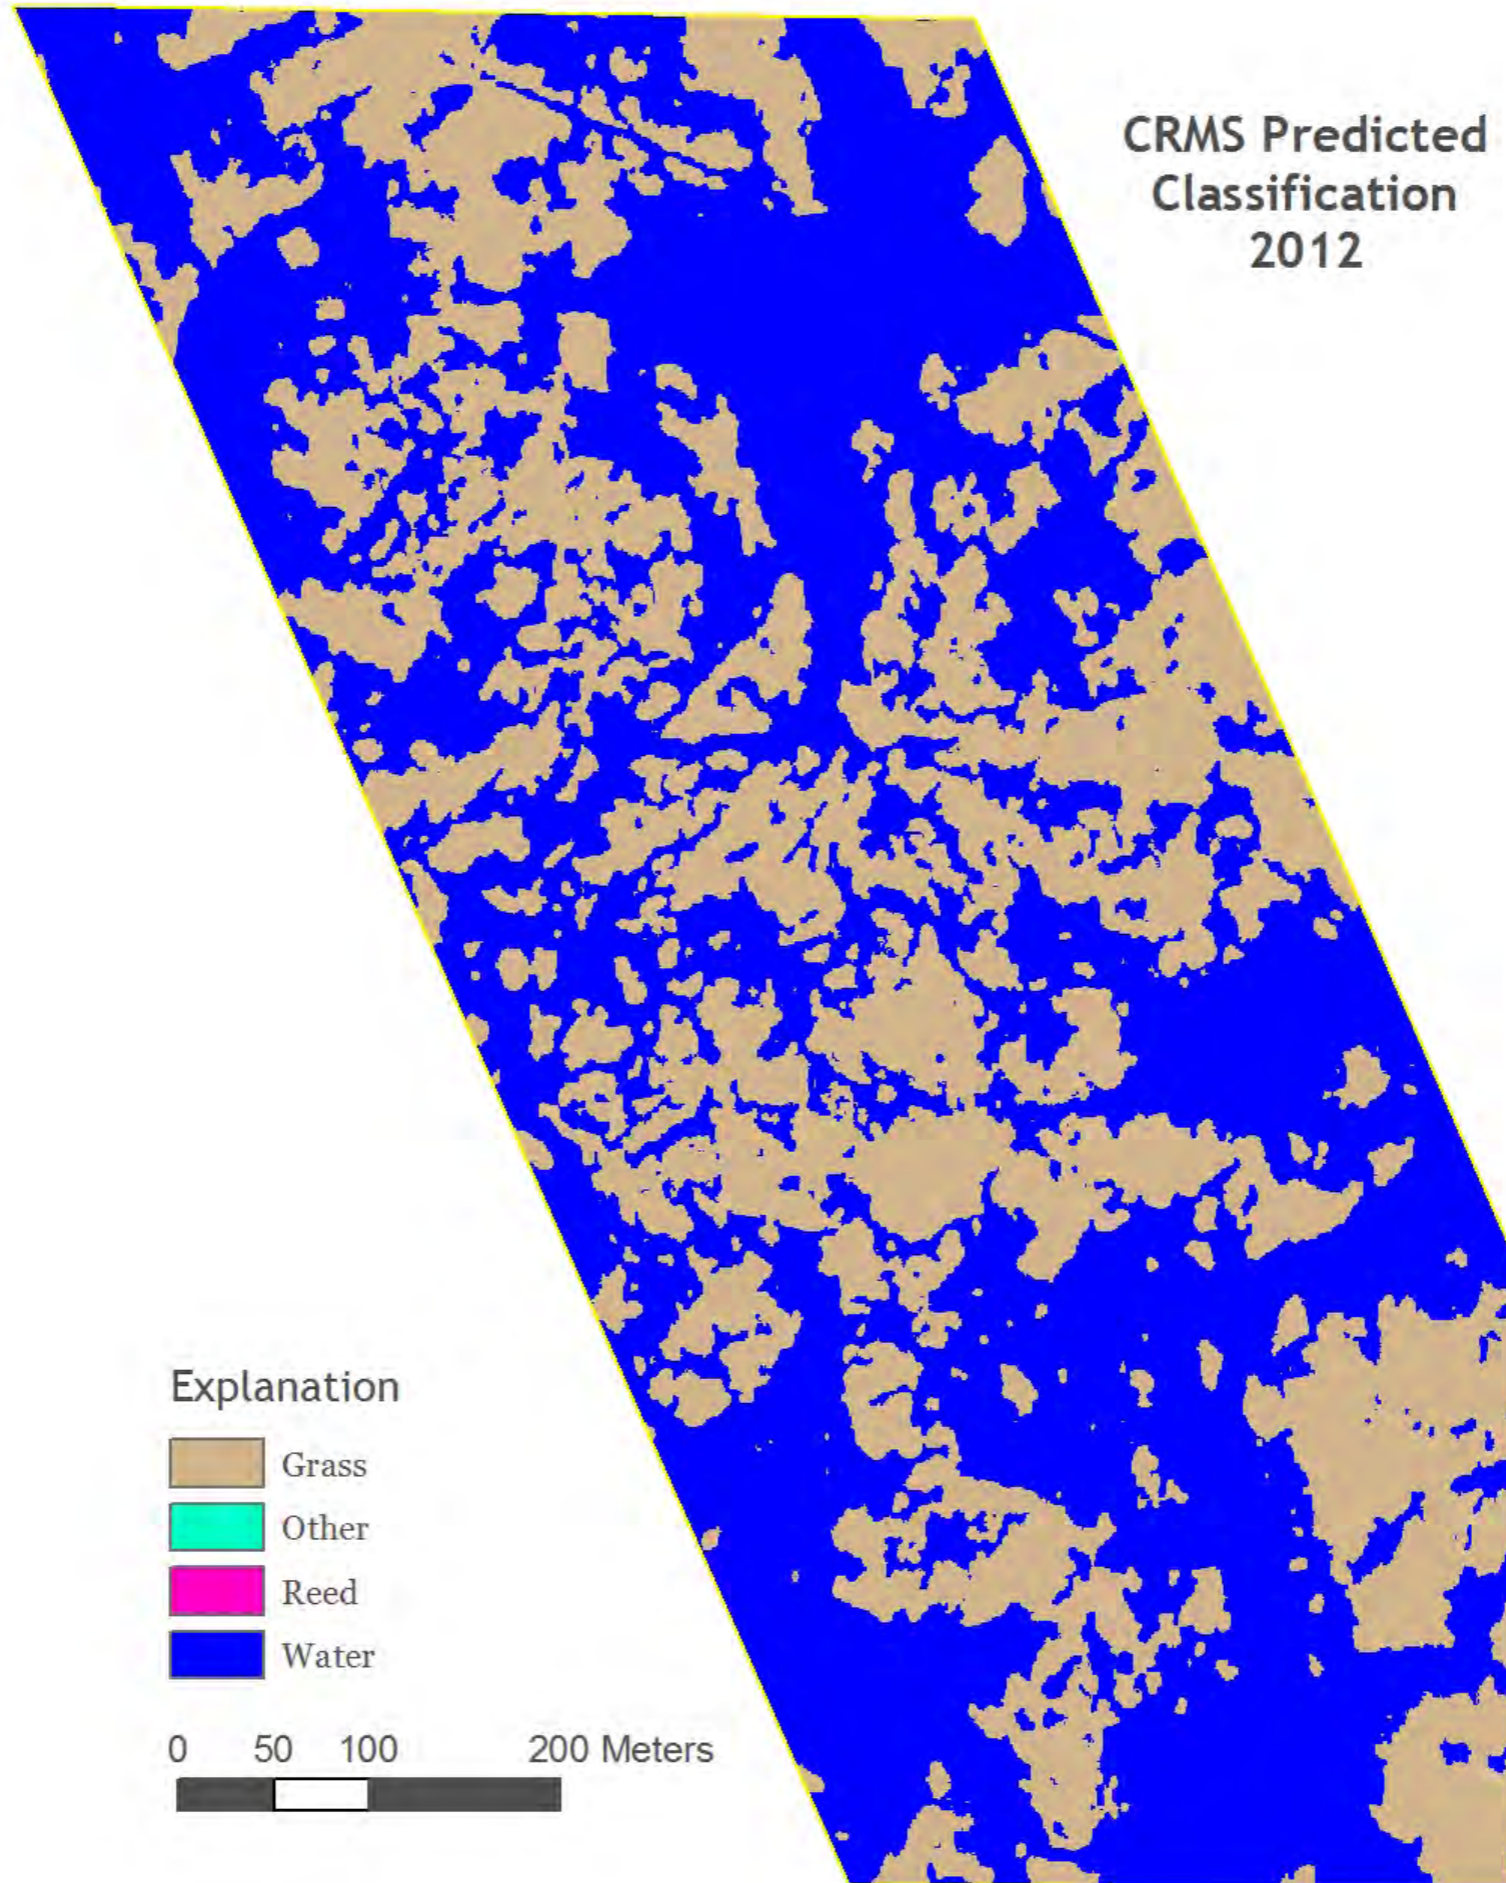 CRMS Predicted
Classification
2012
Explanation
Grass
Other
Reed
Water
0 50 100 200 Meters